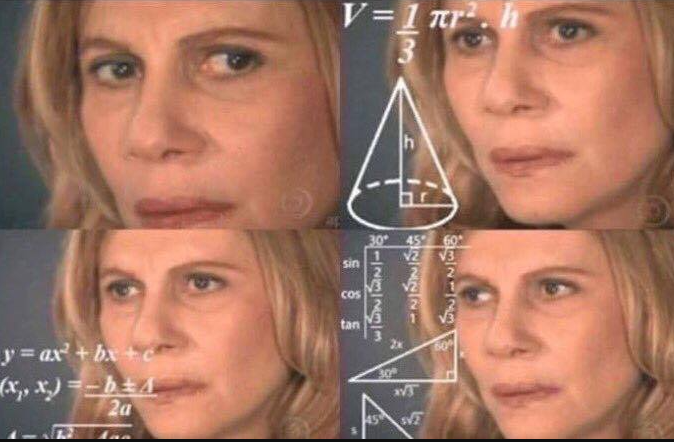 V = 1/3 πr². h
h
r
y = ax² + bx + c
(x₁, x₂) = -b ± Δ / 2a
30° 45° 60°
sin 1/2 √2/2 √3/2
cos √3/2 √2/2 1/2
tan √3/3 1 √3
2x 60° x
30°
x√3
45° s√2
s